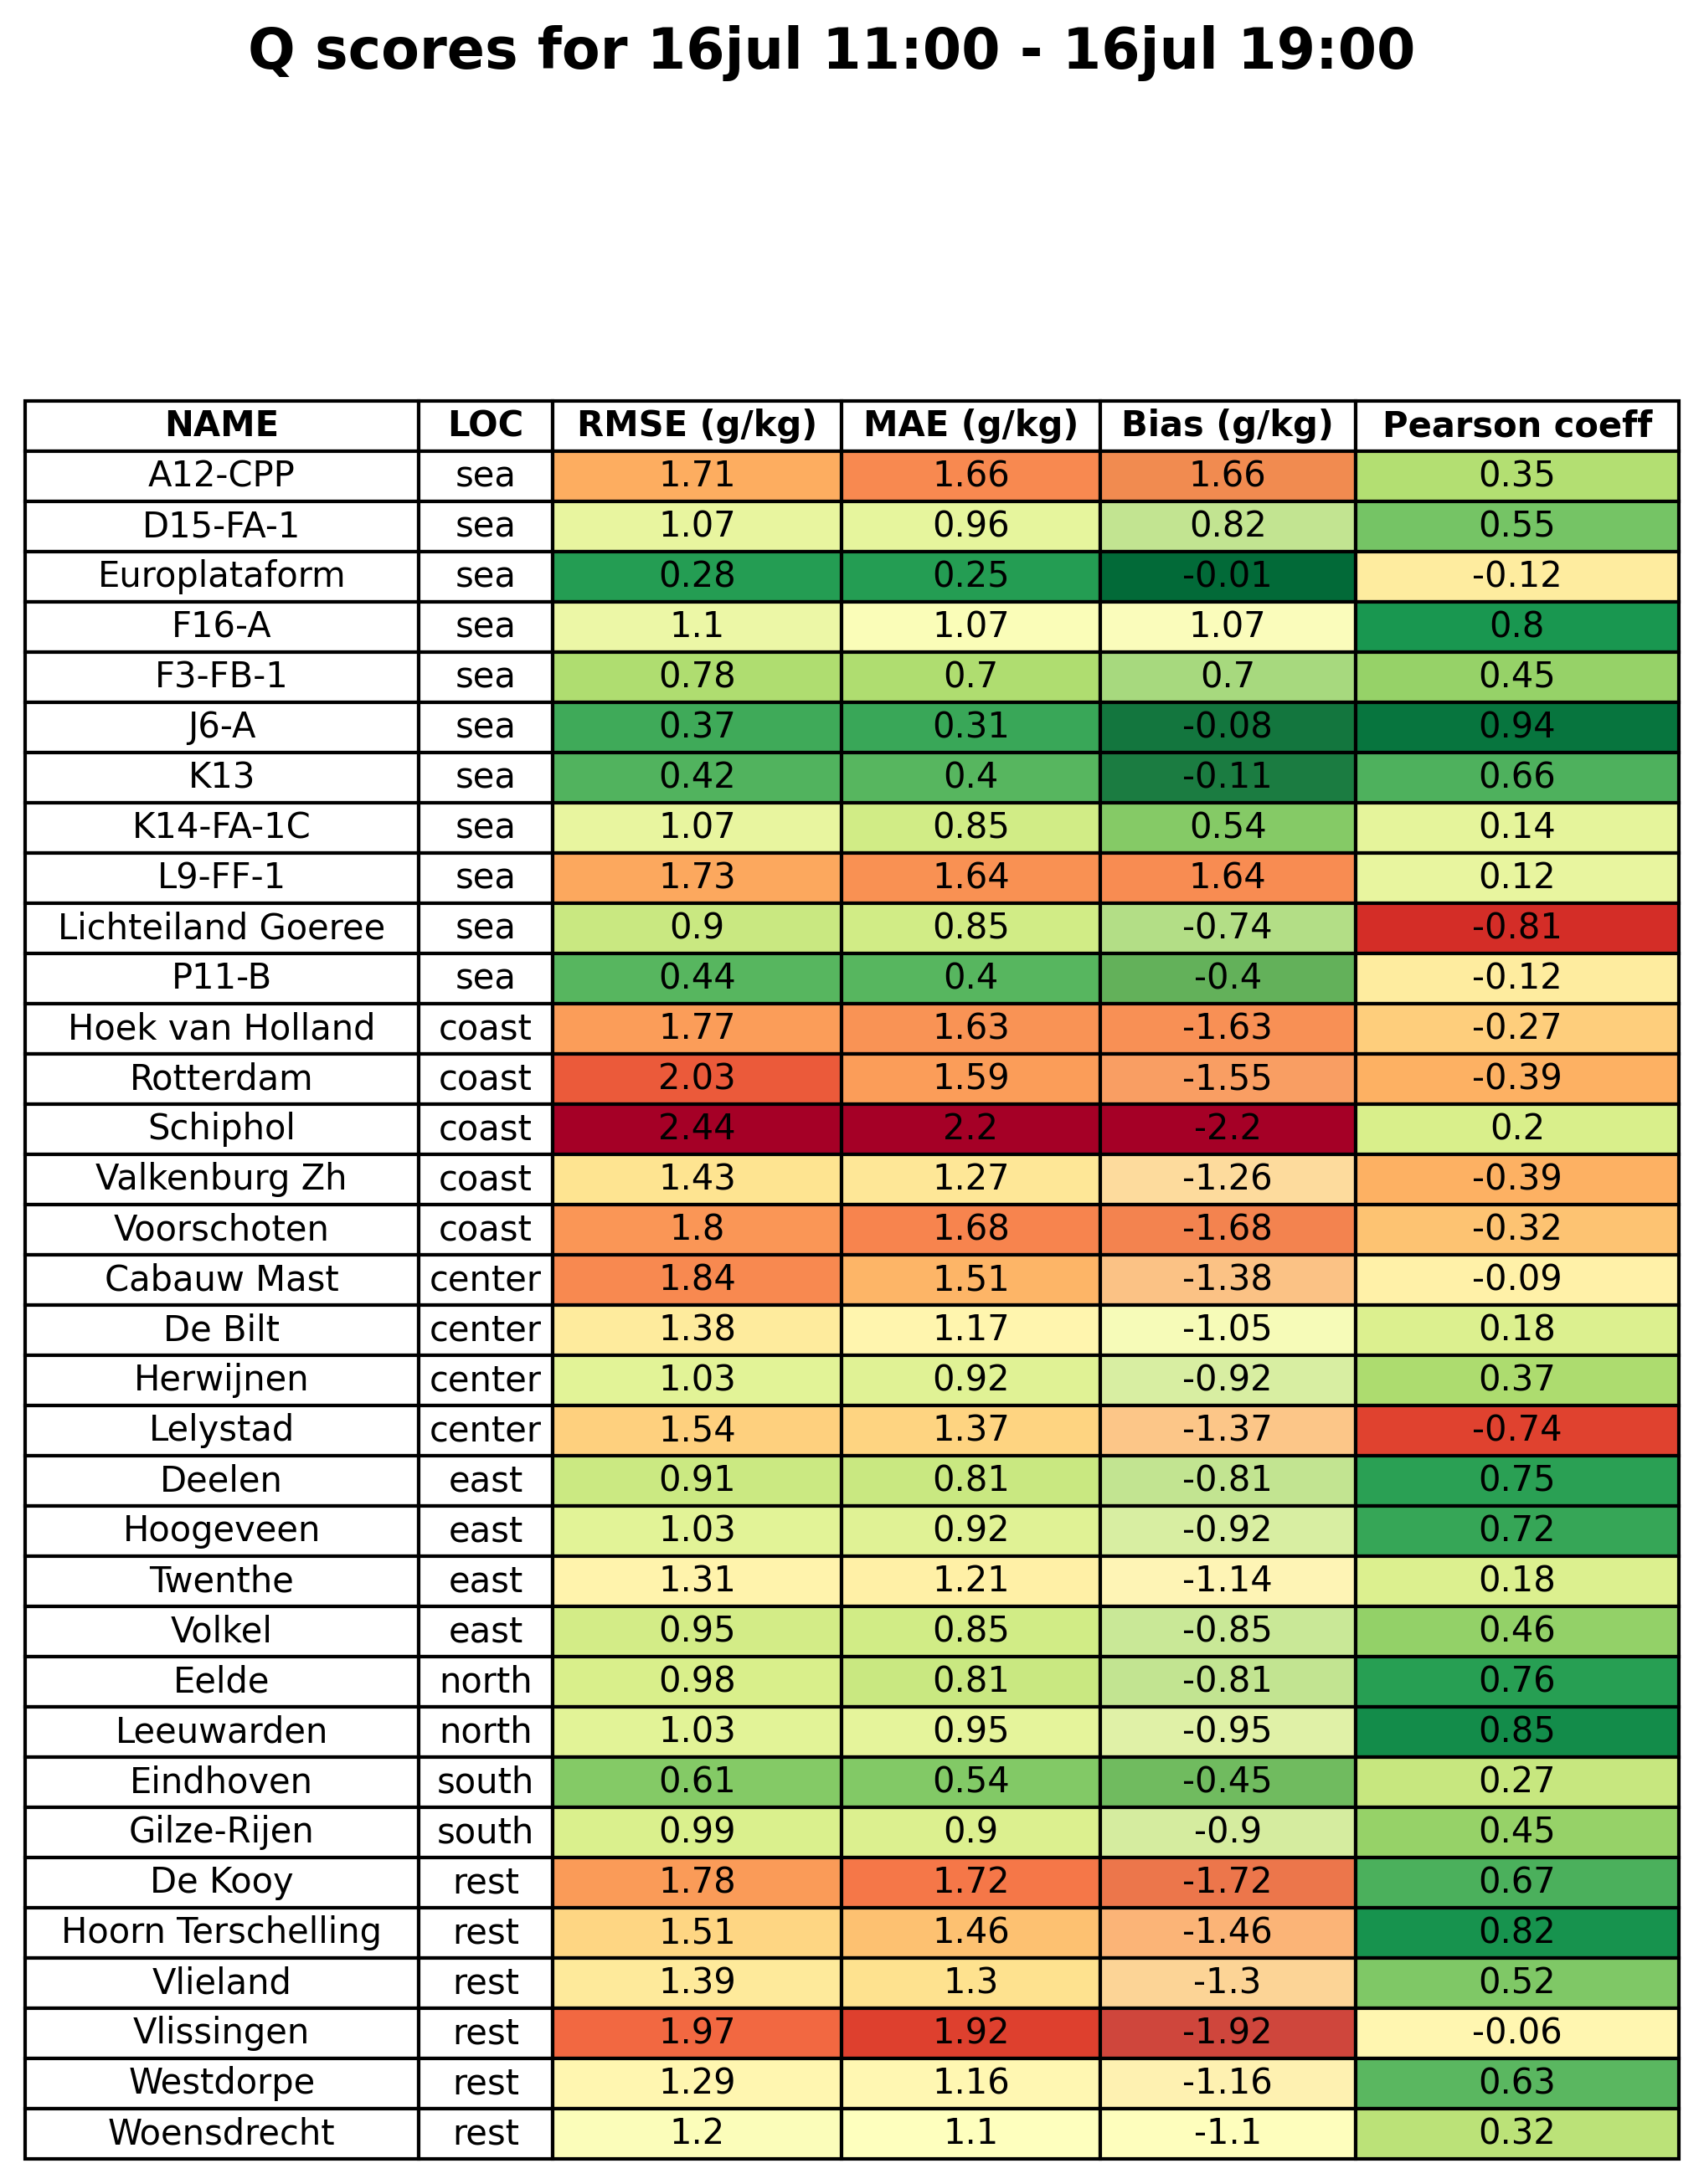 Q scores for 16jul 11:00 - 16jul 19:00
NAME LOC RMSE (g/kg) MAE (g/kg) Bias (g/kg) Pearson coeff
A12-CPP sea 1.71 1.66 1.66 0.35
D15-FA-1 sea 1.07 0.96 0.82 0.55
Europlataform sea 0.28 0.25 -0.01 -0.12
F16-A sea 1.1 1.07 1.07 0.8
F3-FB-1 sea 0.78 0.7 0.7 0.45
J6-A sea 0.37 0.31 -0.08 0.94
K13 sea 0.42 0.4 -0.11 0.66
K14-FA-1C sea 1.07 0.85 0.54 0.14
L9-FF-1 sea 1.73 1.64 1.64 0.12
Lichteiland Goeree sea 0.9 0.85 -0.74 -0.81
P11-B sea 0.44 0.4 -0.4 -0.12
Hoek van Holland coast 1.77 1.63 -1.63 -0.27
Rotterdam coast 2.03 1.59 -1.55 -0.39
Schiphol coast 2.44 2.2 -2.2 0.2
Valkenburg Zh coast 1.43 1.27 -1.26 -0.39
Voorschoten coast 1.8 1.68 -1.68 -0.32
Cabauw Mast center 1.84 1.51 -1.38 -0.09
De Bilt center 1.38 1.17 -1.05 0.18
Herwijnen center 1.03 0.92 -0.92 0.37
Lelystad center 1.54 1.37 -1.37 -0.74
Deelen east 0.91 0.81 -0.81 0.75
Hoogeveen east 1.03 0.92 -0.92 0.72
Twenthe east 1.31 1.21 -1.14 0.18
Volkel east 0.95 0.85 -0.85 0.46
Eelde north 0.98 0.81 -0.81 0.76
Leeuwarden north 1.03 0.95 -0.95 0.85
Eindhoven south 0.61 0.54 -0.45 0.27
Gilze-Rijen south 0.99 0.9 -0.9 0.45
De Kooy rest 1.78 1.72 -1.72 0.67
Hoorn Terschelling rest 1.51 1.46 -1.46 0.82
Vlieland rest 1.39 1.3 -1.3 0.52
Vlissingen rest 1.97 1.92 -1.92 -0.06
Westdorpe rest 1.29 1.16 -1.16 0.63
Woensdrecht rest 1.2 1.1 -1.1 0.32